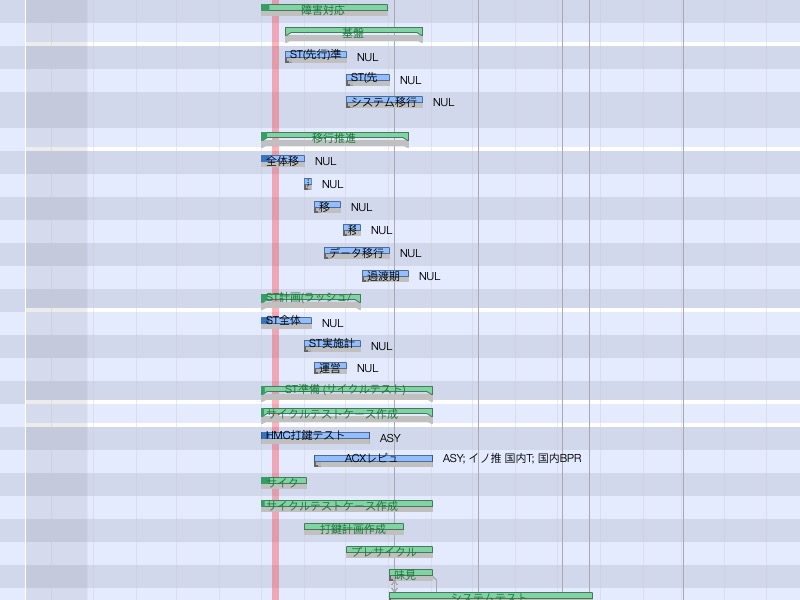 障害対応
基盤
ST(先行)準 NUL
ST(先 NUL
システム移行 NUL
移行推進
全体移 NUL
NUL
移 NUL
移 NUL
データ移行 NUL
過渡期 NUL
ST計画(ラッシュ/
ST全体 NUL
ST実施計 NUL
運営 NUL
ST準備 (サイクルテスト)
サイクルテストケース作成
HMC打鍵テスト ASY
ACXレビュ ASY; イノ推 国内T; 国内BPR
サイク
サイクルテストケース作成
打鍵計画作成
プレサイクル
味見
システムテスト